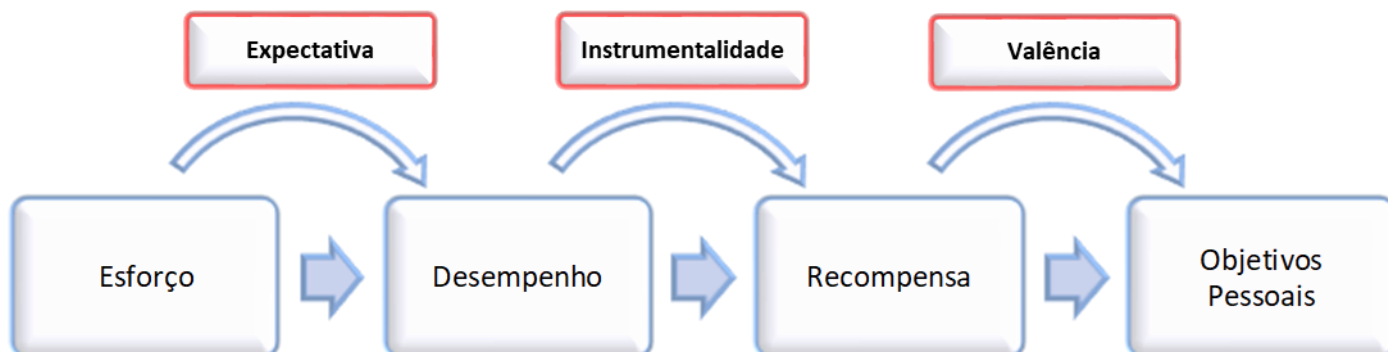 Expectativa
Instrumentalidade
Valência
Esforço
Desempenho
Recompensa
Objetivos
Pessoais